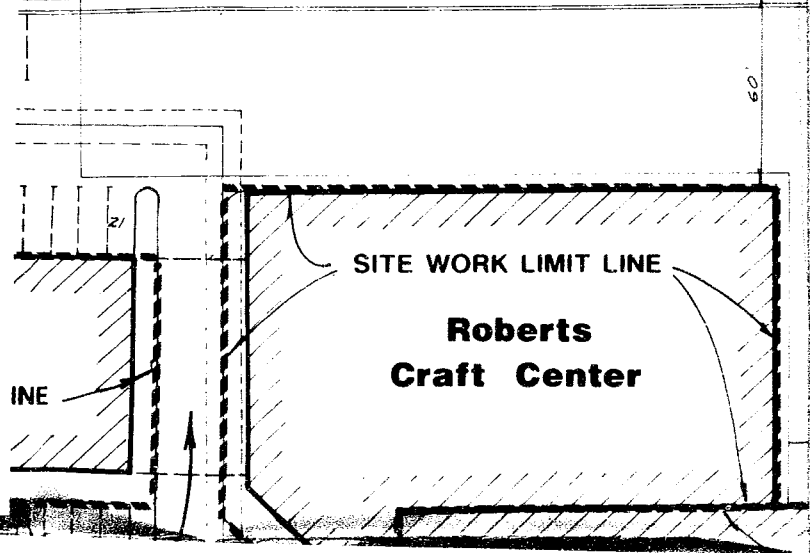 60'
21
SITE WORK LIMIT LINE
Roberts
Craft Center
INE